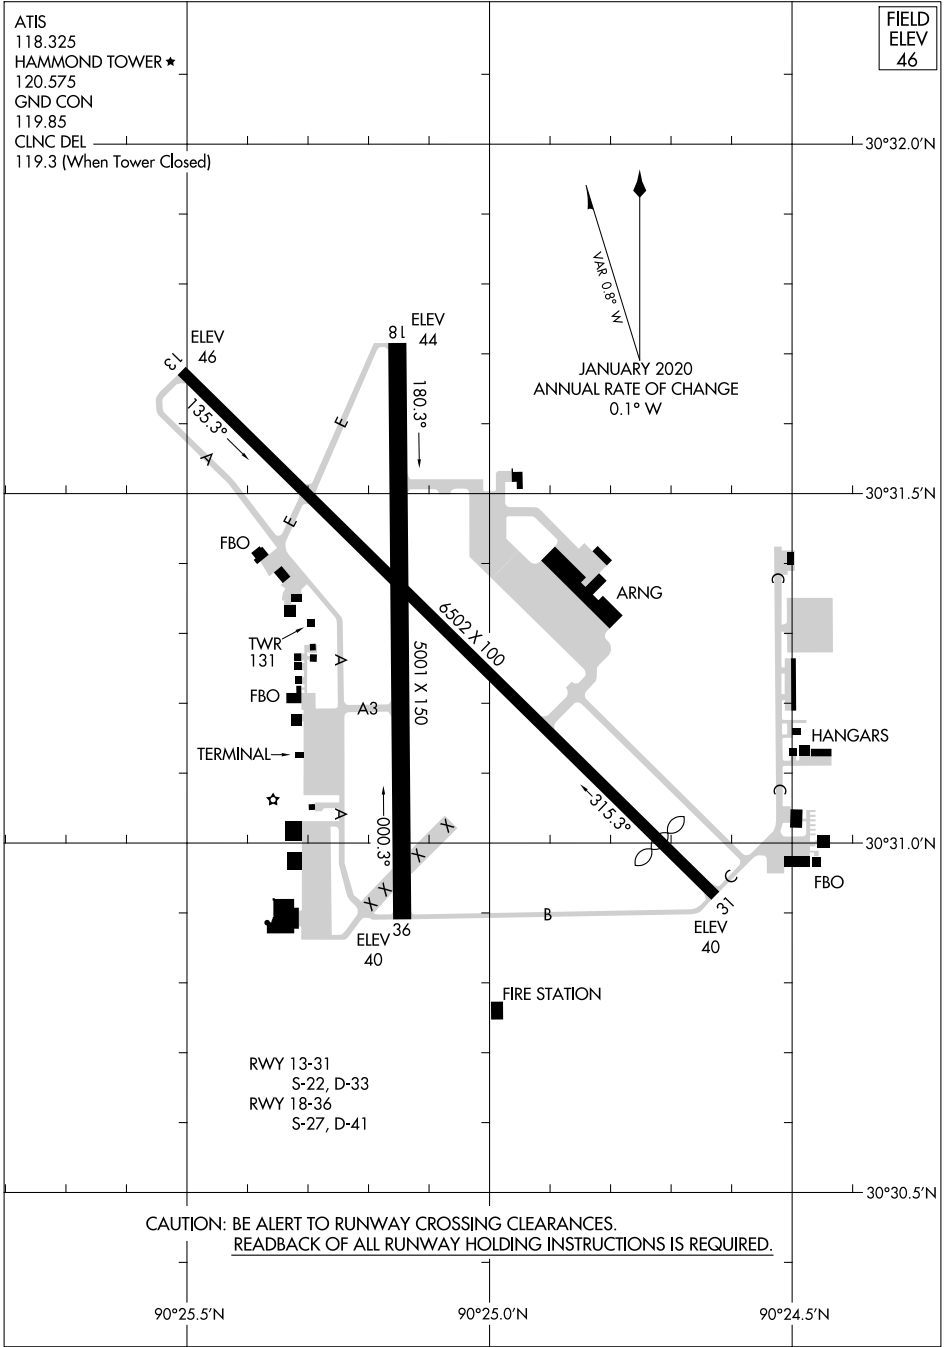 ATIS
118.325
HAMMOND TOWER ★
120.575
GND CON
119.85
CLNC DEL
119.3 (When Tower Closed)
FIELD
ELEV
46
30°32.0'N
VAR 0.8° W
JANUARY 2020
ANNUAL RATE OF CHANGE
0.1° W
ELEV
46
13
135.3°
18
ELEV
44
180.3°
E
A
E
30°31.5'N
FBO
ARNG
C
TWR
131
A
6502 X 100
5001 X 150
FBO
A3
TERMINAL
HANGARS
A
000.3°
315.3°
C
X
X
X
X
30°31.0'N
FBO
C
B
36
ELEV
40
31
ELEV
40
FIRE STATION
RWY 13-31
S-22, D-33
RWY 18-36
S-27, D-41
30°30.5'N
CAUTION: BE ALERT TO RUNWAY CROSSING CLEARANCES.
READBACK OF ALL RUNWAY HOLDING INSTRUCTIONS IS REQUIRED.
90°25.5'N
90°25.0'N
90°24.5'N